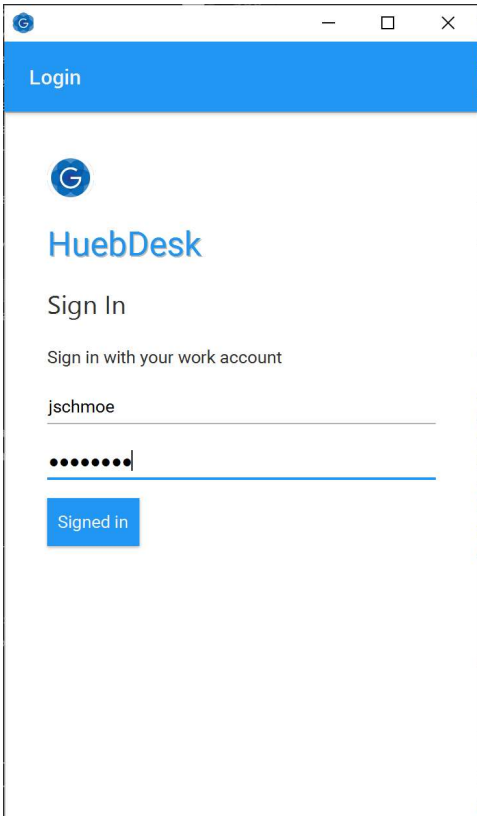 G
Login
G
HuebDesk
Sign In
Sign in with your work account
jschmoe
••••••••
Signed in